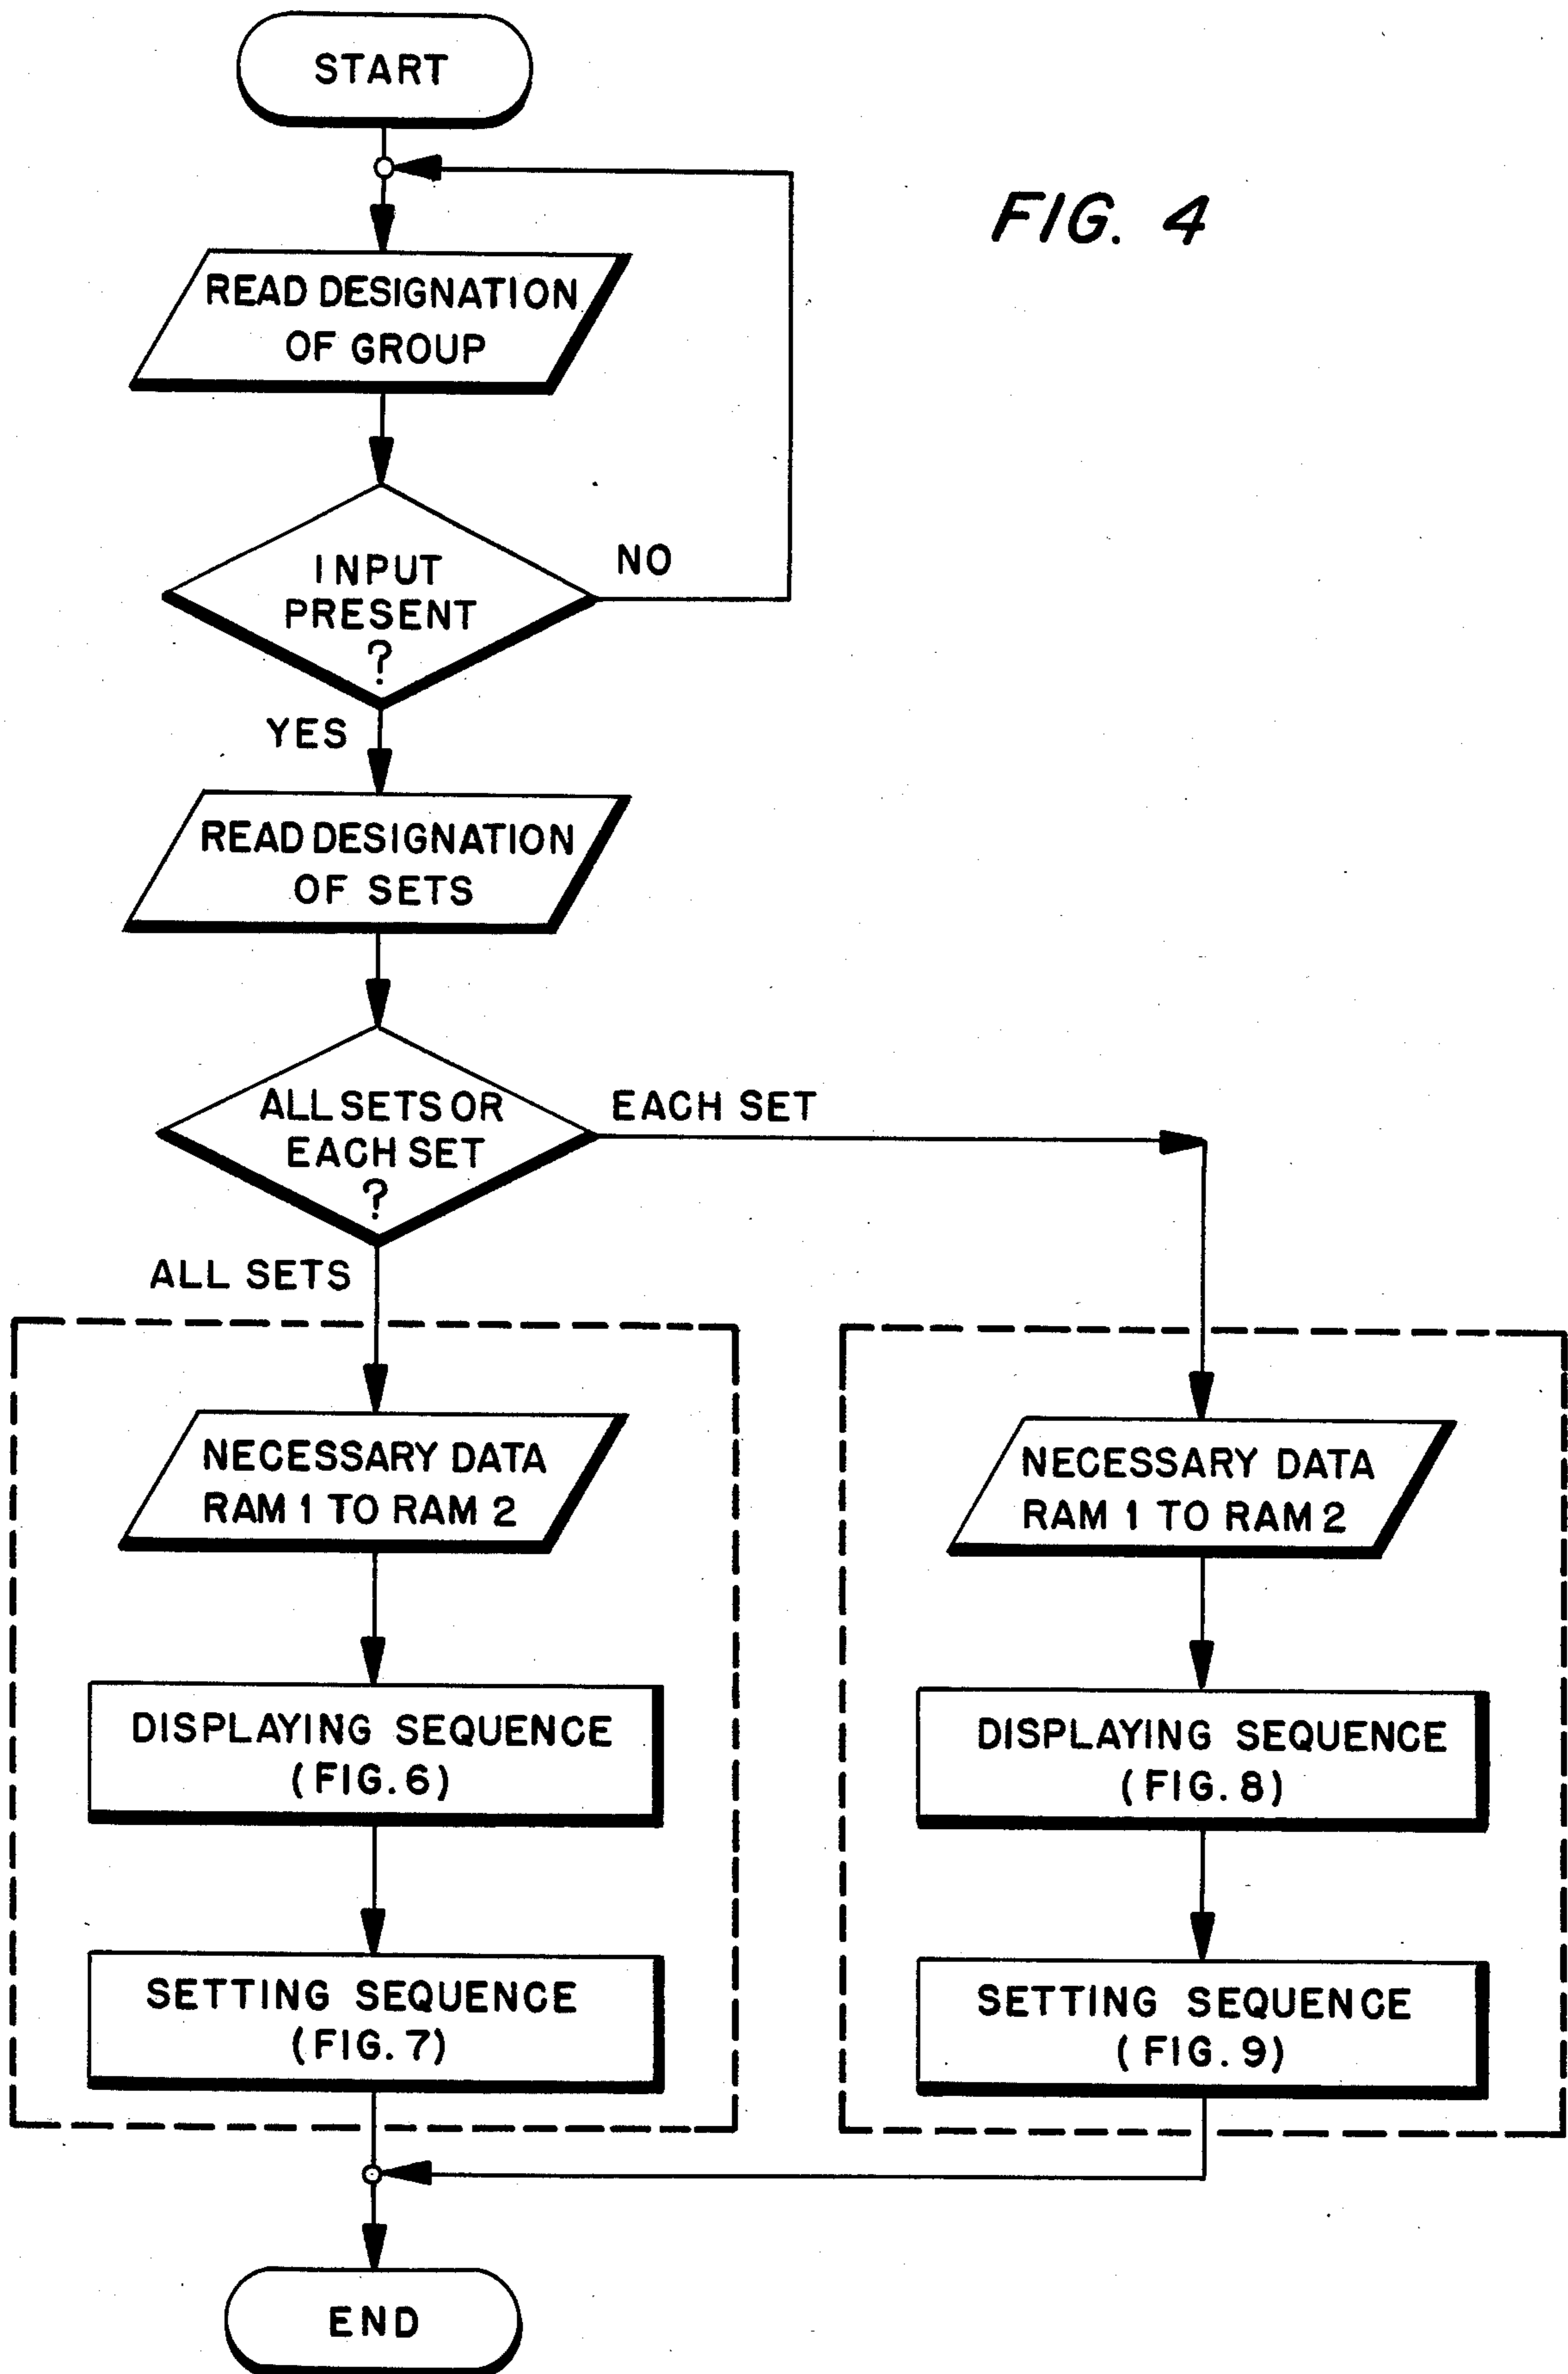 START
FIG. 4
READ DESIGNATION
OF GROUP
INPUT
PRESENT
?
NO
YES
READ DESIGNATION
OF SETS
ALL SETS OR
EACH SET
?
EACH SET
ALL SETS
NECESSARY DATA
RAM 1 TO RAM 2
DISPLAYING SEQUENCE
(FIG. 6)
SETTING SEQUENCE
(FIG. 7)
NECESSARY DATA
RAM 1 TO RAM 2
DISPLAYING SEQUENCE
(FIG. 8)
SETTING SEQUENCE
(FIG. 9)
END